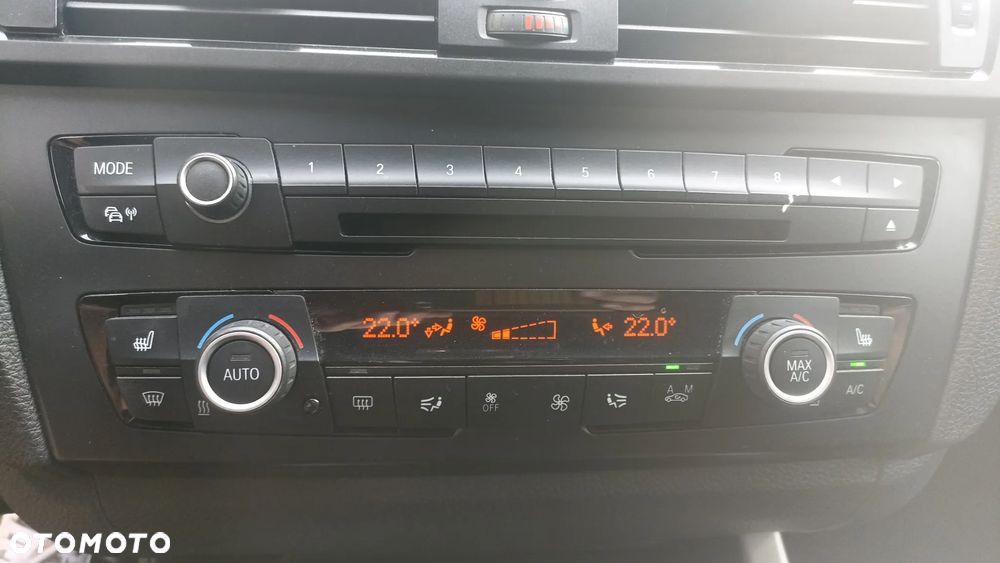 MODE 1 2 3 4 5 6 7 8
22.0° 22.0°
AUTO MAX A/C
OFF A M A/C
OTOMOTO